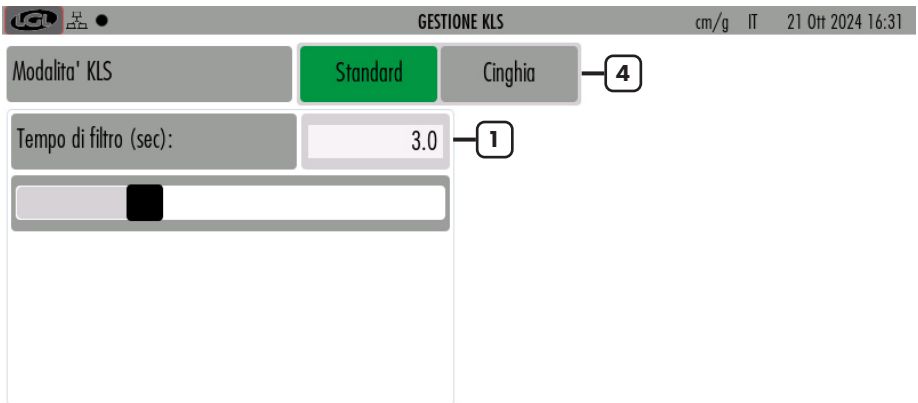 LGL GESTIONE KLS cm/g IT 21 Ott 2024 16:31
Modalita' KLS Standard Cinghia 4
Tempo di filtro (sec): 3.0 1